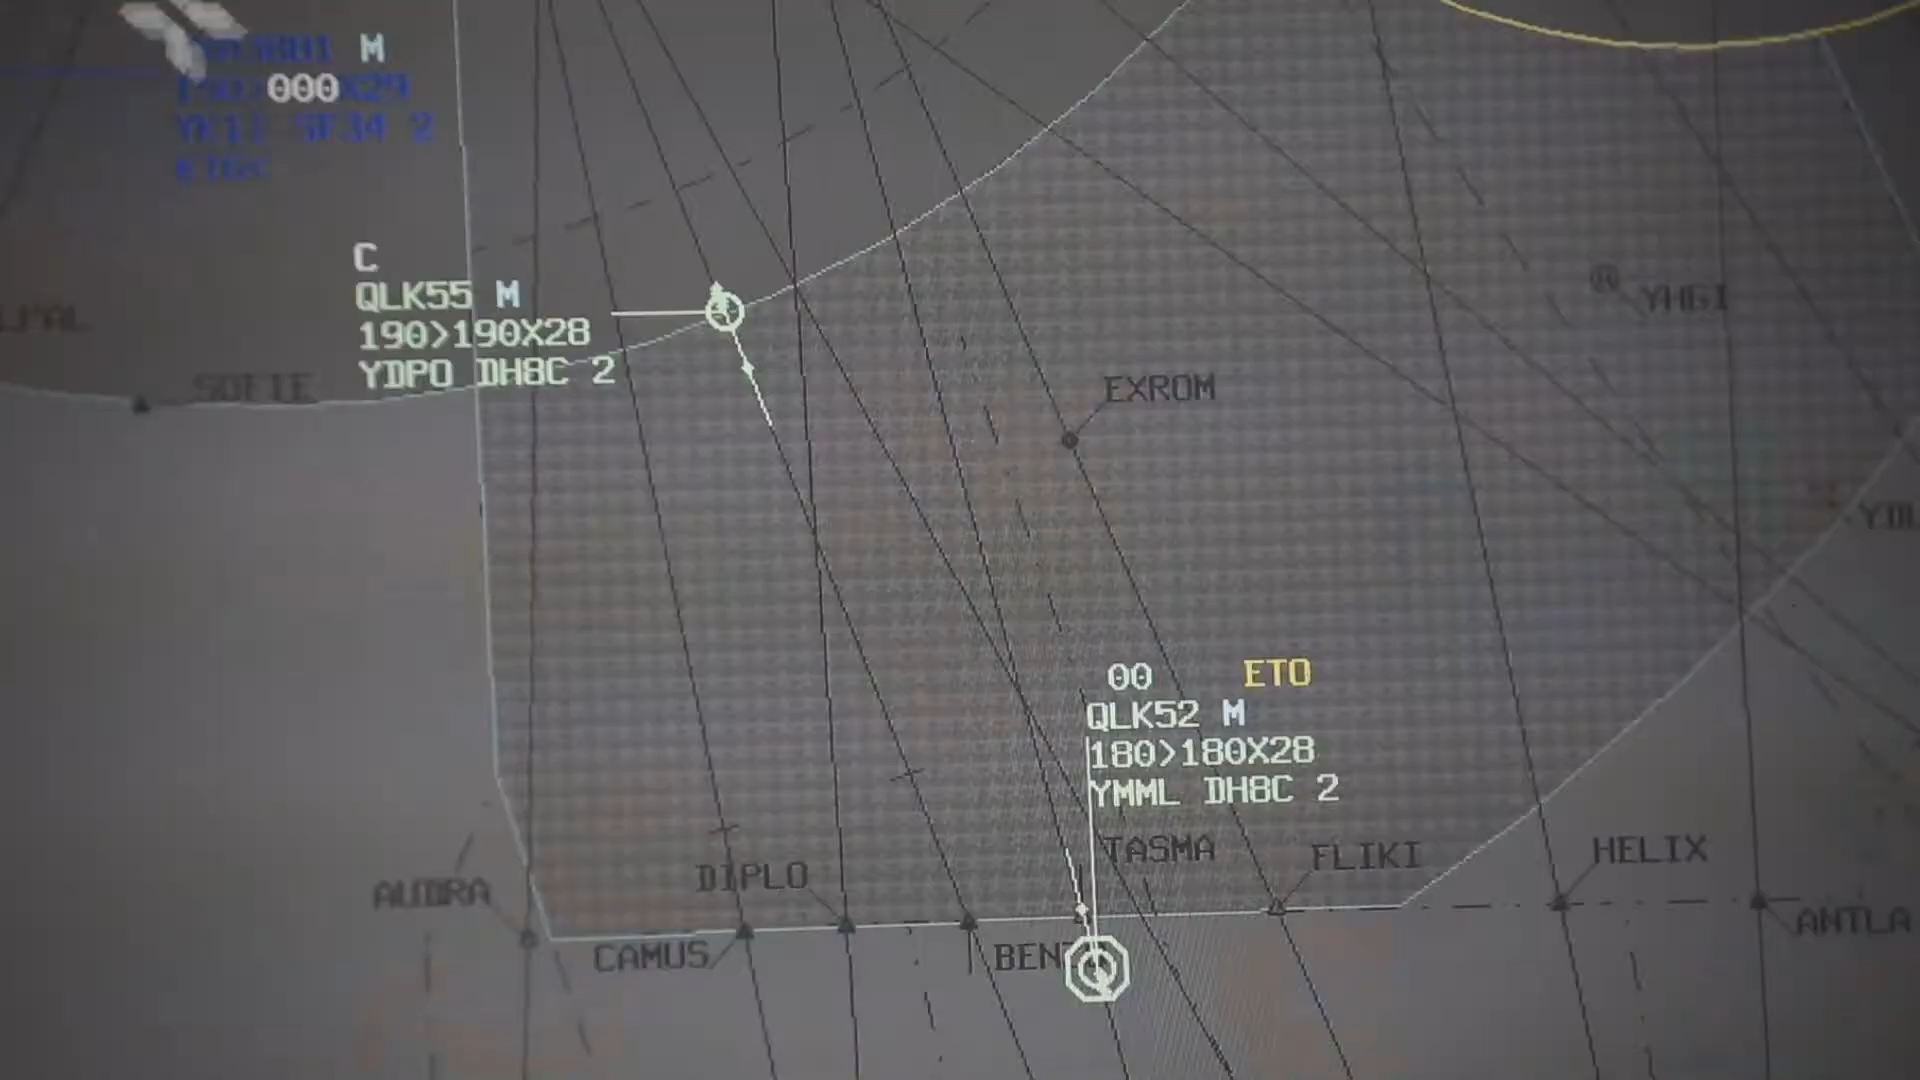 M
000
C
QLK55 M
190>190X28
YDPO DH8C 2
EXROM
YHGI
00 ETO
QLK52 M
180>180X28
YMML DH8C 2
TASMA
FLIKI
HELIX
DIPLO
AUDRA
CAMUS
ANTLA